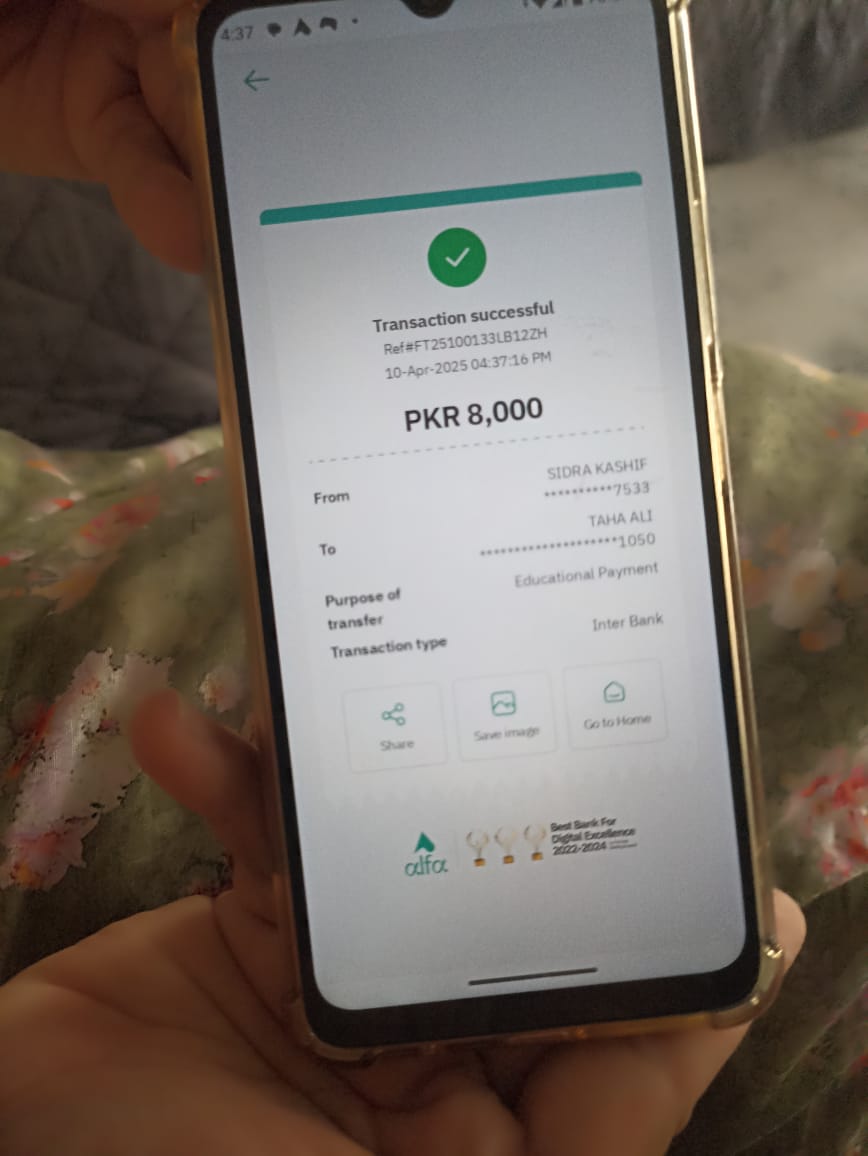 4:37
Transaction successful
Ref#FT25100133LB12ZH
10-Apr-2025 04:37:16 PM
PKR 8,000
From
SIDRA KASHIF
**********7533
To
TAHA ALI
********************1050
Purpose of
transfer
Educational Payment
Transaction type
Inter Bank
Share
Save image
Go to Home
alfa
Best Bank For
Digital Excellence
2022-2024